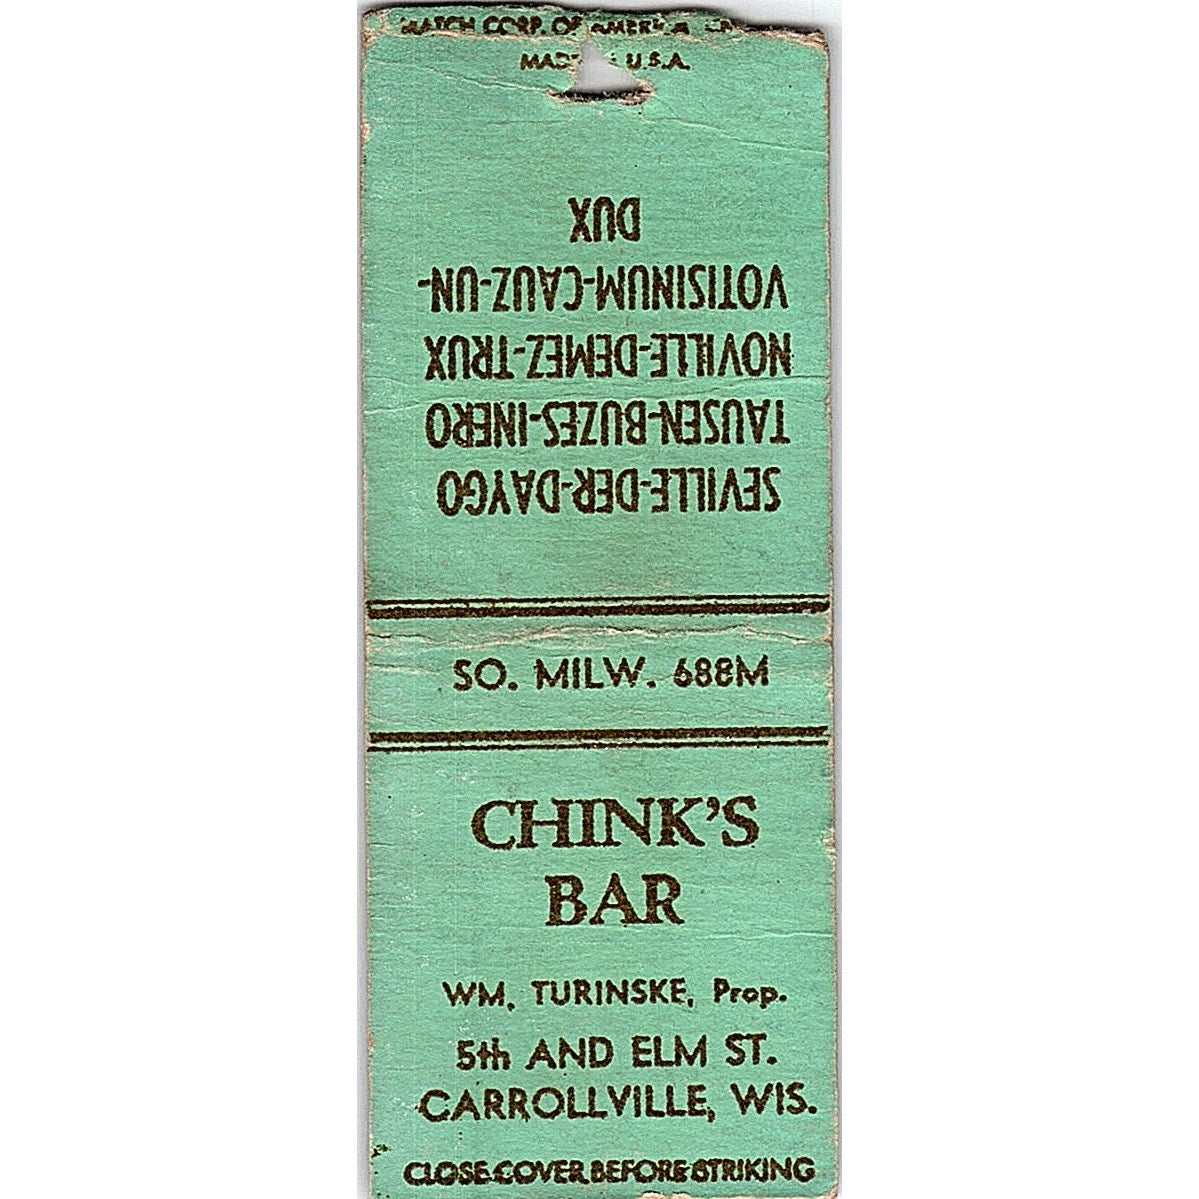 MATCH CORP. OF AMERICA
MADE U.S.A.
SEVILLE-DER-DAYGO
TAUSEN-BUZES-INERO
NOVILLE-DEMEZ-TRUX
VOTISINUM-CAUZ-UN-
DUX
SO. MILW. 688M
CHINK'S
BAR
WM. TURINSKE, Prop.
5th AND ELM ST.
CARROLLVILLE, WIS.
CLOSE COVER BEFORE STRIKING